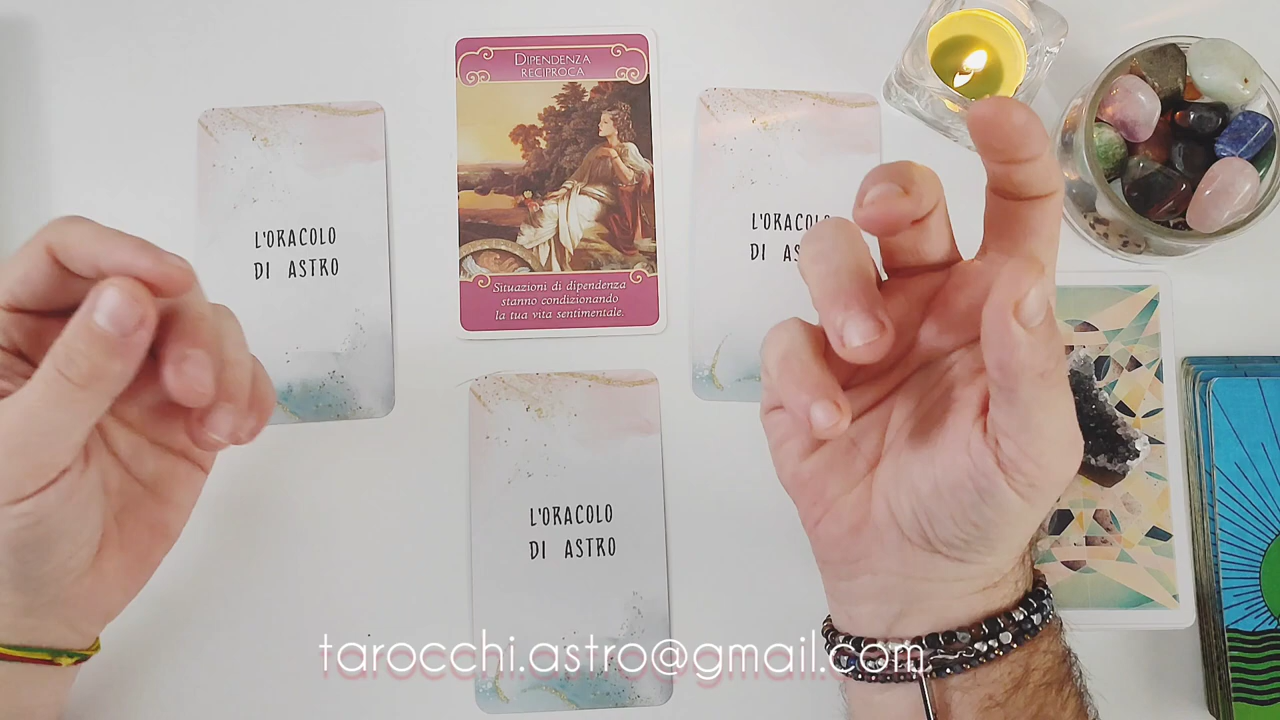 DIPENDENZA
RECIPROCA
Situazioni di dipendenza
stanno condizionando
la tua vita sentimentale.
L'ORACOLO
DI ASTRO
L'ORACOLO
DI AS
L'ORACOLO
DI ASTRO
tarocchi.astro@gmail.com